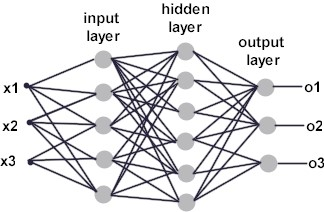 input
layer
hidden
layer
output
layer
x1
x2
x3
o1
o2
o3